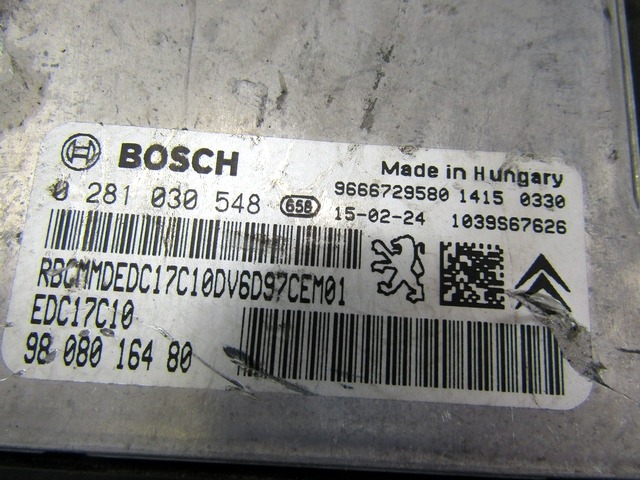 BOSCH
Made in Hungary
0 281 030 548 658
9666729580 1415 0330
15-02-24 1039S67626
RBCMMDEDC17C10DV6D97CEM01
EDC17C10
98 080 164 80